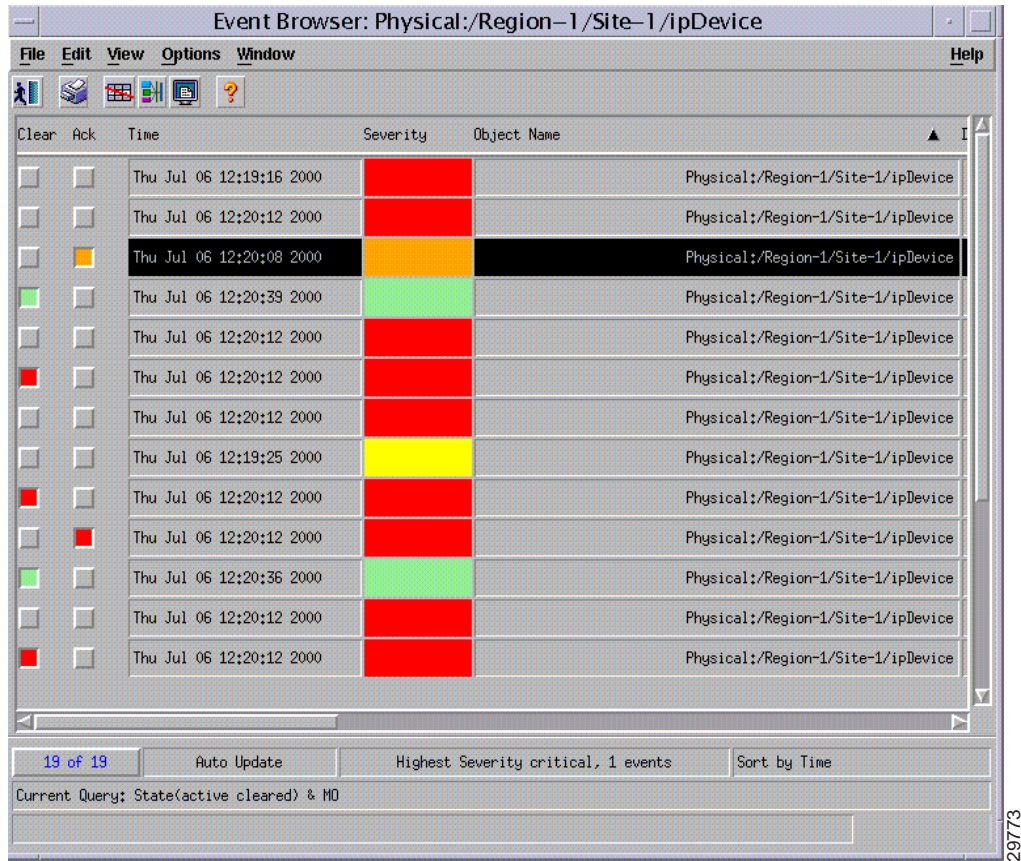 Event Browser: Physical:/Region–1/Site–1/ipDevice
File Edit View Options Window Help
Clear Ack Time Severity Object Name
Thu Jul 06 12:19:16 2000 Physical:/Region-1/Site-1/ipDevice
Thu Jul 06 12:20:12 2000 Physical:/Region-1/Site-1/ipDevice
Thu Jul 06 12:20:08 2000 Physical:/Region-1/Site-1/ipDevice
Thu Jul 06 12:20:39 2000 Physical:/Region-1/Site-1/ipDevice
Thu Jul 06 12:20:12 2000 Physical:/Region-1/Site-1/ipDevice
Thu Jul 06 12:20:12 2000 Physical:/Region-1/Site-1/ipDevice
Thu Jul 06 12:20:12 2000 Physical:/Region-1/Site-1/ipDevice
Thu Jul 06 12:19:25 2000 Physical:/Region-1/Site-1/ipDevice
Thu Jul 06 12:20:12 2000 Physical:/Region-1/Site-1/ipDevice
Thu Jul 06 12:20:12 2000 Physical:/Region-1/Site-1/ipDevice
Thu Jul 06 12:20:36 2000 Physical:/Region-1/Site-1/ipDevice
Thu Jul 06 12:20:12 2000 Physical:/Region-1/Site-1/ipDevice
Thu Jul 06 12:20:12 2000 Physical:/Region-1/Site-1/ipDevice
19 of 19 Auto Update Highest Severity critical, 1 events Sort by Time
Current Query: State(active cleared) & MO
29773